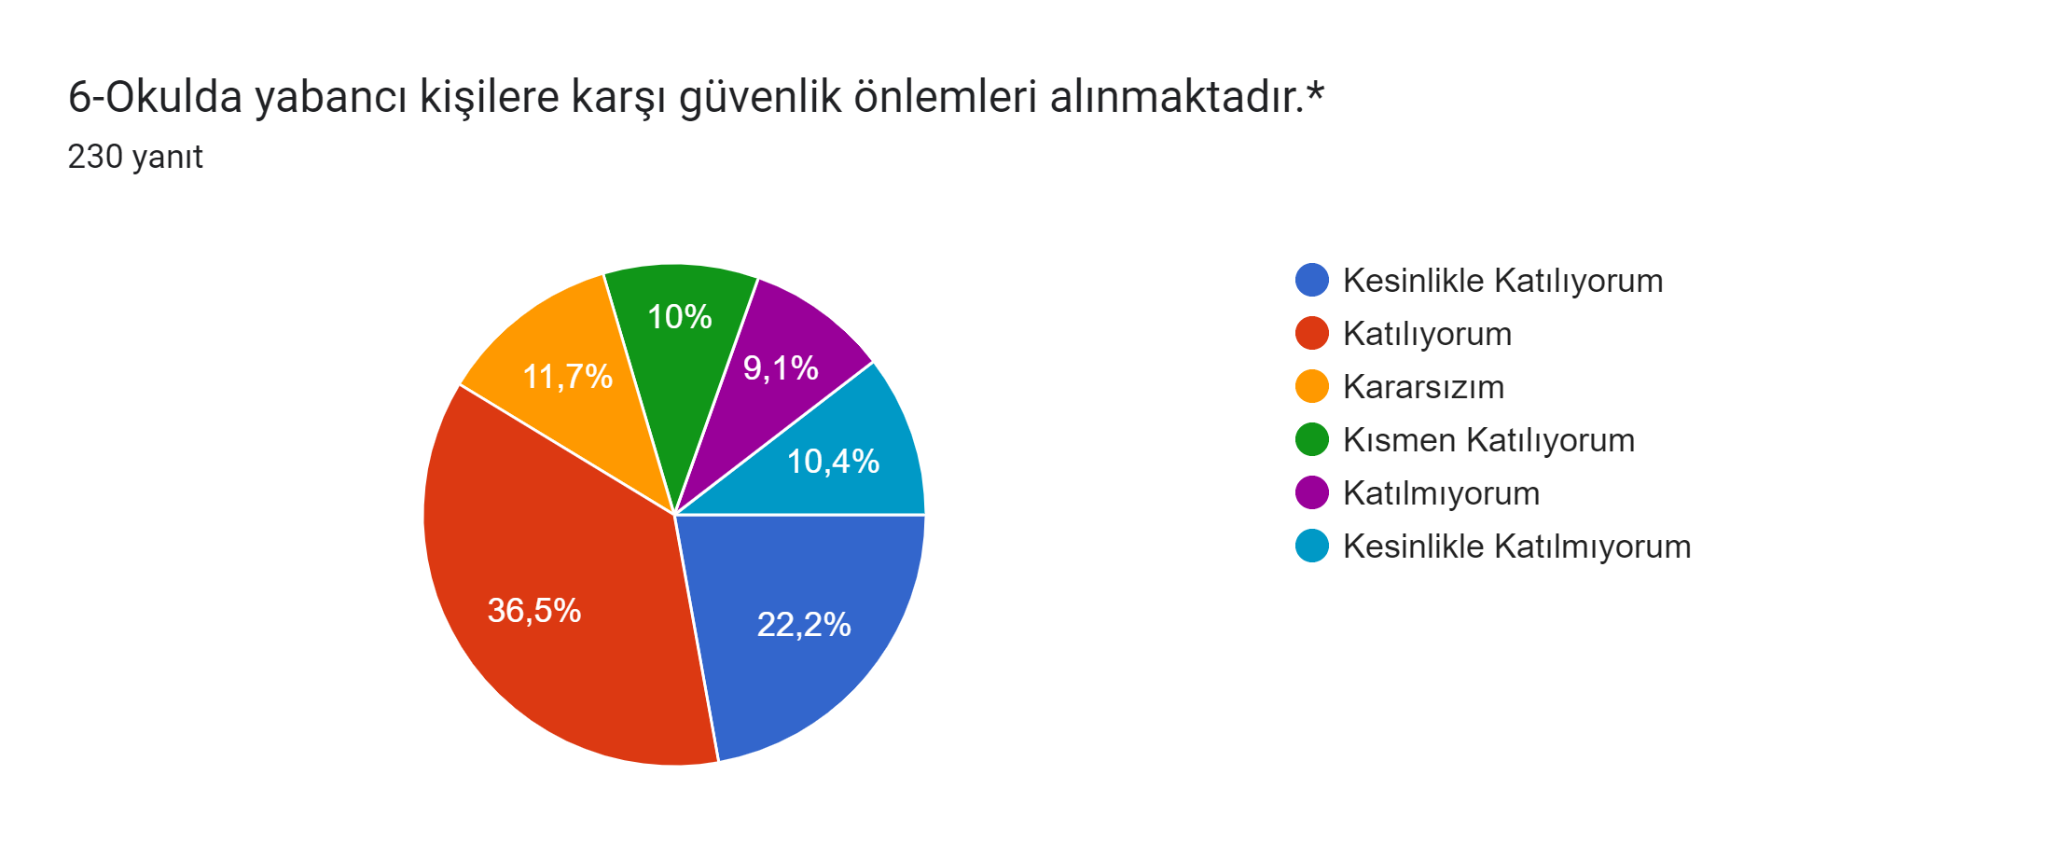 6-Okulda yabancı kişilere karşı güvenlik önlemleri alınmaktadır.*
230 yanıt
10%
11,7%
9,1%
10,4%
36,5%
22,2%
Kesinlikle Katılıyorum
Katılıyorum
Kararsızım
Kısmen Katılıyorum
Katılmıyorum
Kesinlikle Katılmıyorum